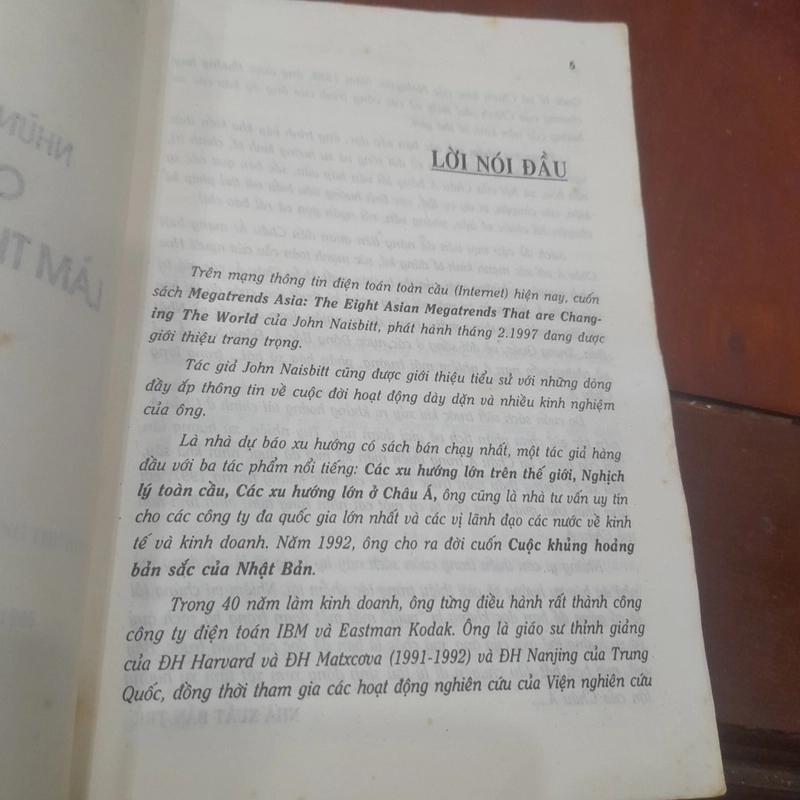 5
LỜI NÓI ĐẦU
Trên mạng thông tin điện toán toàn cầu (Internet) hiện nay, cuốn
sách Megatrends Asia: The Eight Asian Megatrends That are Chang-
ing The World của John Naisbitt, phát hành tháng 2.1997 đang được
giới thiệu trang trọng.
Tác giả John Naisbitt cũng được giới thiệu tiểu sử với những dòng
đầy ắp thông tin về cuộc đời hoạt động dày dặn và nhiều kinh nghiệm
của ông.
Là nhà dự báo xu hướng có sách bán chạy nhất, một tác giả hàng
đầu với ba tác phẩm nổi tiếng: Các xu hướng lớn trên thế giới, Nghịch
lý toàn cầu, Các xu hướng lớn ở Châu Á, ông cũng là nhà tư vấn uy tín
cho các công ty đa quốc gia lớn nhất và các vị lãnh đạo các nước về kinh
tế và kinh doanh. Năm 1992, ông cho ra đời cuốn Cuộc khủng hoảng
bản sắc của Nhật Bản.
Trong 40 năm làm kinh doanh, ông từng điều hành rất thành công
công ty điện toán IBM và Eastman Kodak. Ông là giáo sư thỉnh giảng
của ĐH Harvard và ĐH Matxcơva (1991-1992) và ĐH Nanjing của Trung
Quốc, đồng thời tham gia các hoạt động nghiên cứu của Viện nghiên cứu